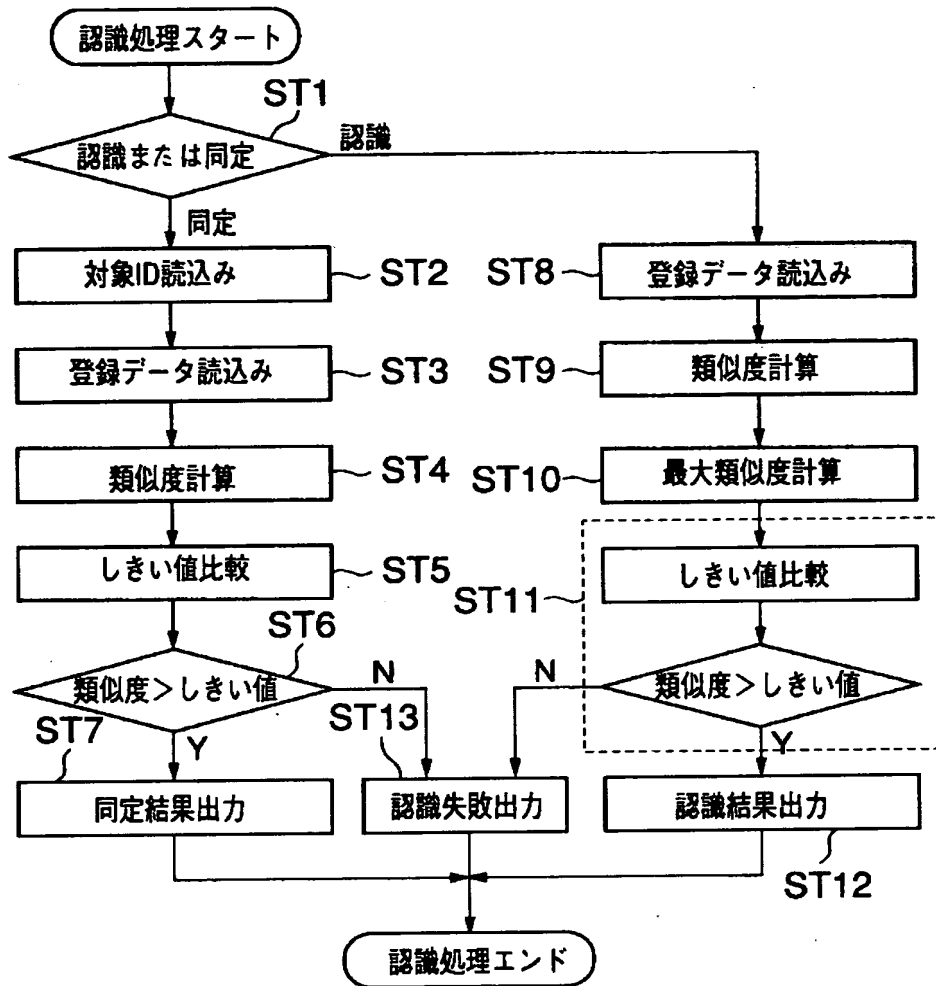 認識処理スタート
ST1
認識または同定
認識
同定
対象ID読込み
ST2
ST8
登録データ読込み
登録データ読込み
ST3
ST9
類似度計算
類似度計算
ST4
ST10
最大類似度計算
しきい値比較
ST5
ST11
しきい値比較
ST6
類似度>しきい値
N
N
類似度>しきい値
ST7
Y
ST13
Y
同定結果出力
認識失敗出力
認識結果出力
ST12
認識処理エンド